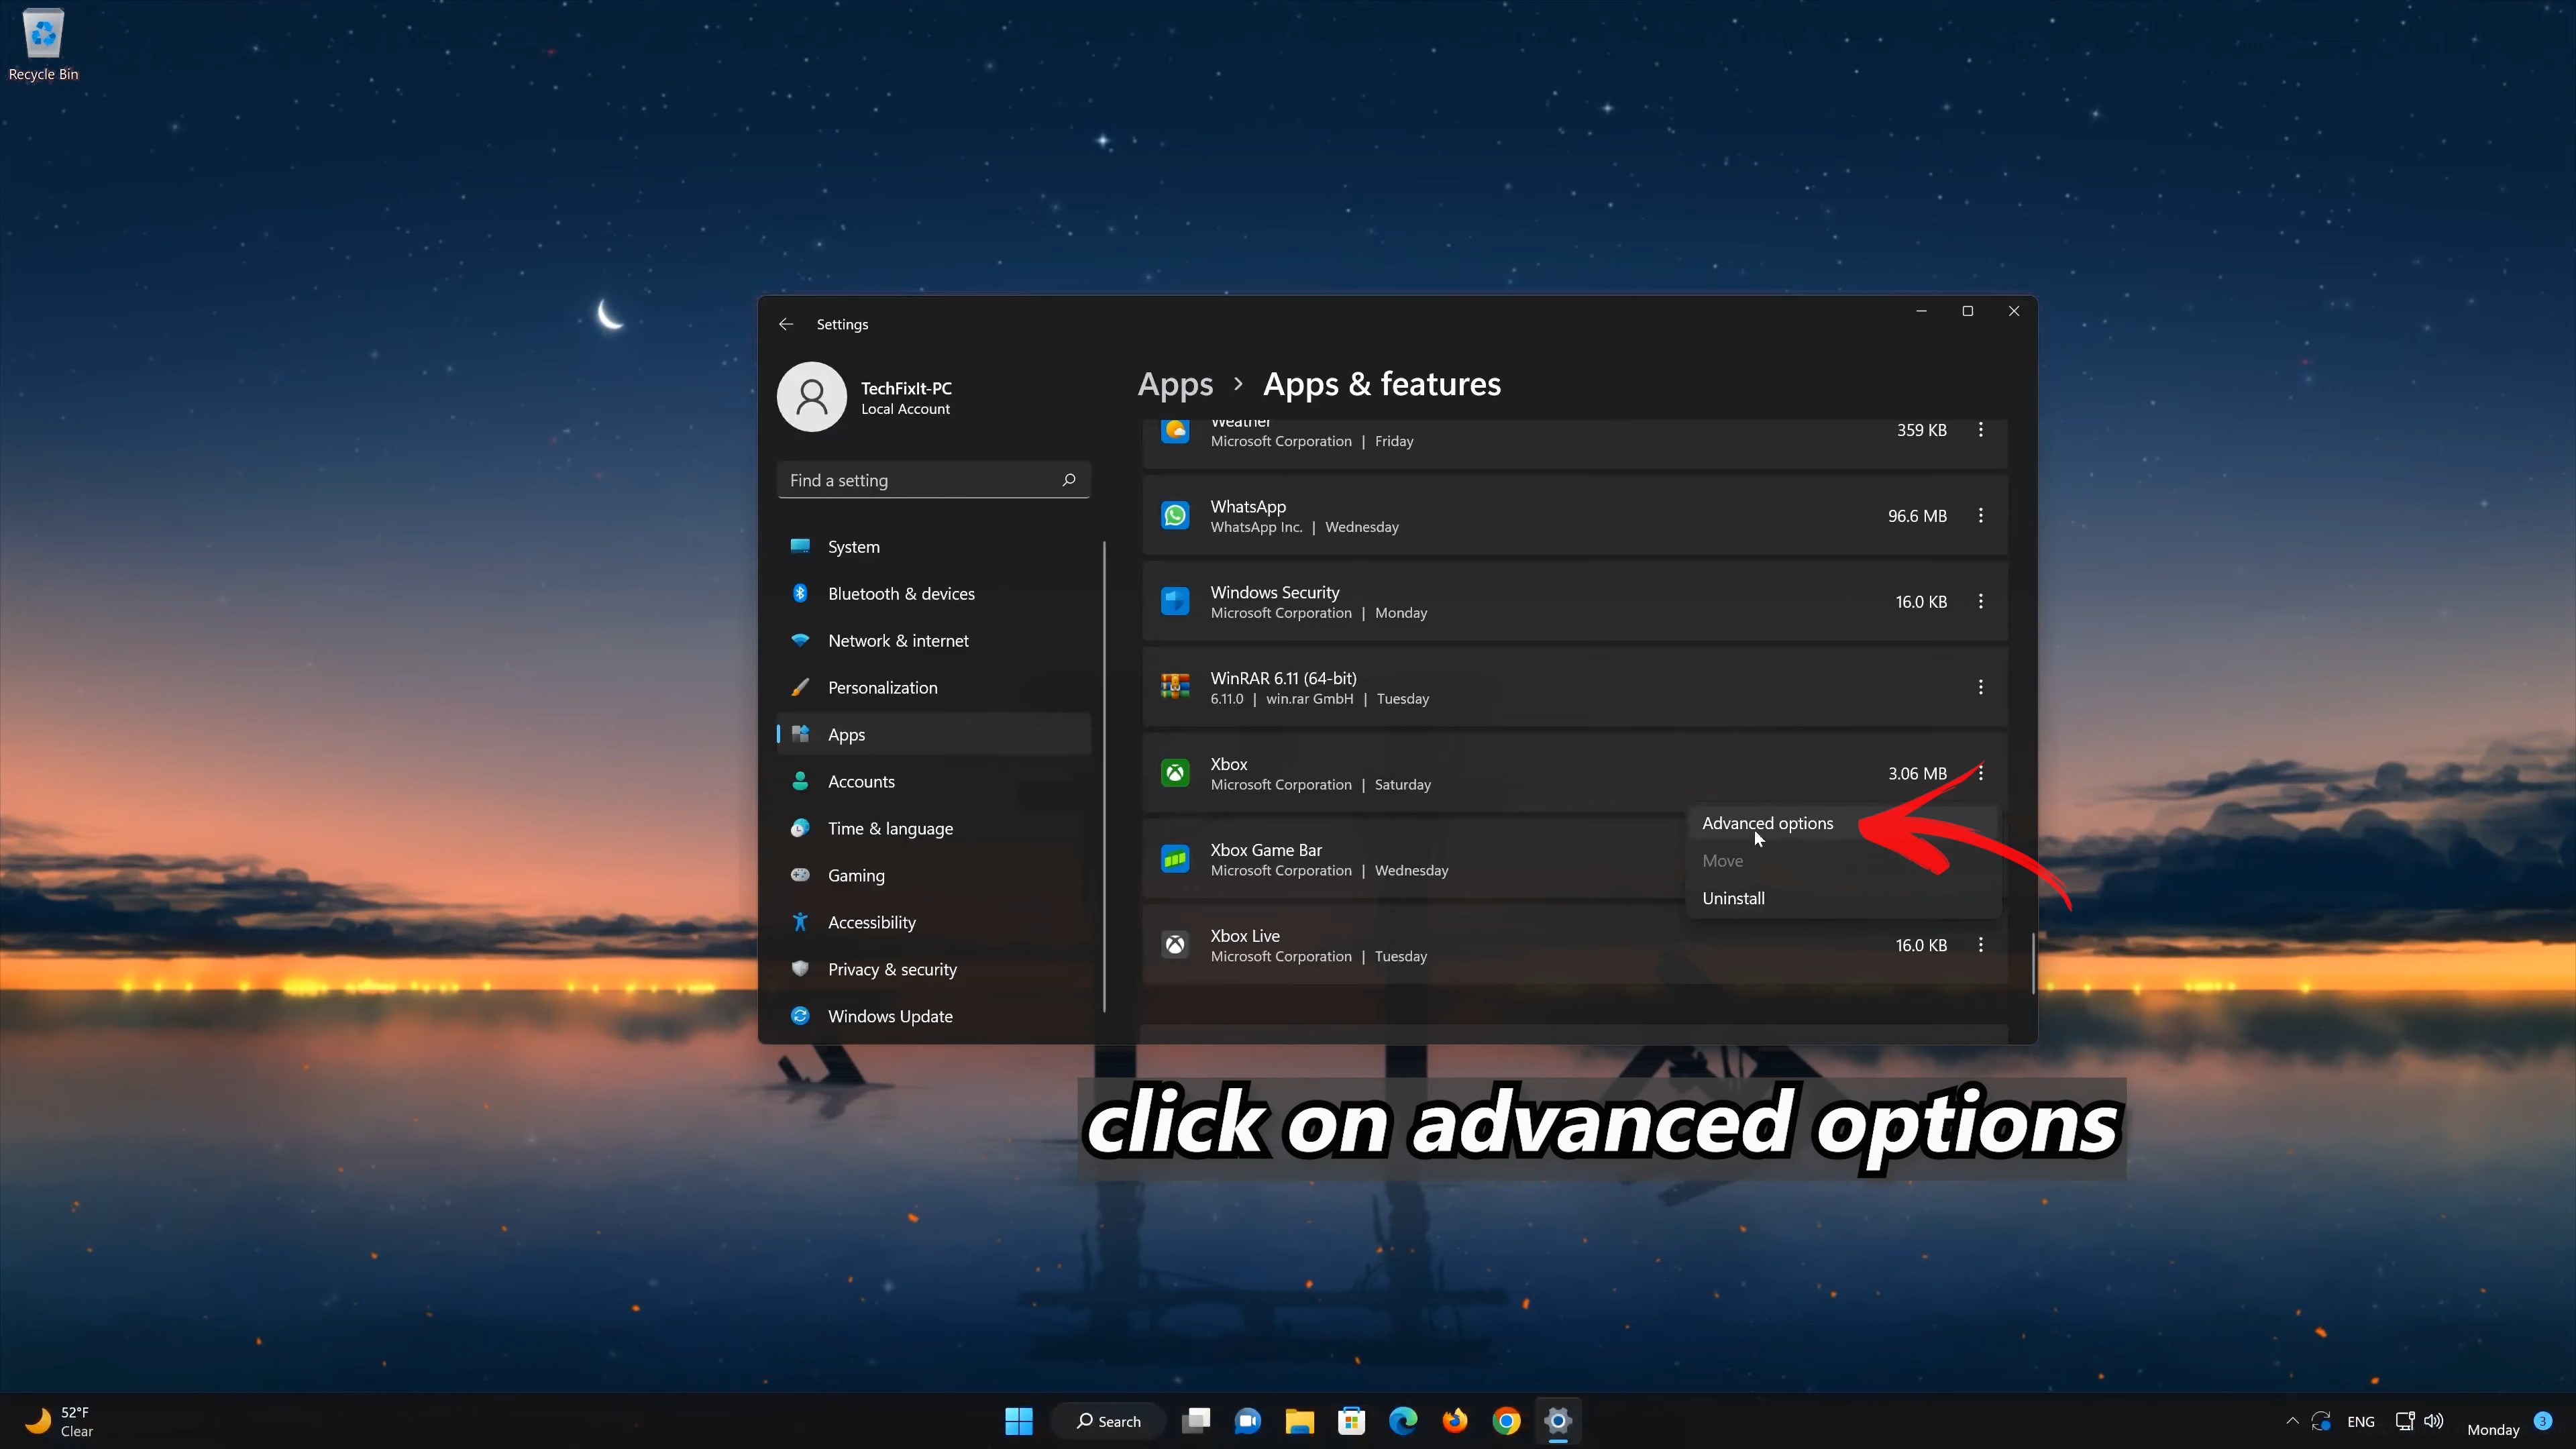 Recycle Bin
Settings
TechFixIt-PC
Local Account
Find a setting
System
Bluetooth & devices
Network & internet
Personalization
Apps
Accounts
Time & language
Gaming
Accessibility
Privacy & security
Windows Update
Apps > Apps & features
Weather
Microsoft Corporation | Friday
359 KB
WhatsApp
WhatsApp Inc. | Wednesday
96.6 MB
Windows Security
Microsoft Corporation | Monday
16.0 KB
WinRAR 6.11 (64-bit)
6.11.0 | win.rar GmbH | Tuesday
Xbox
Microsoft Corporation | Saturday
3.06 MB
Advanced options
Move
Uninstall
Xbox Game Bar
Microsoft Corporation | Wednesday
Xbox Live
Microsoft Corporation | Tuesday
16.0 KB
click on advanced options
52°F
Clear
Search
ENG
Monday
3